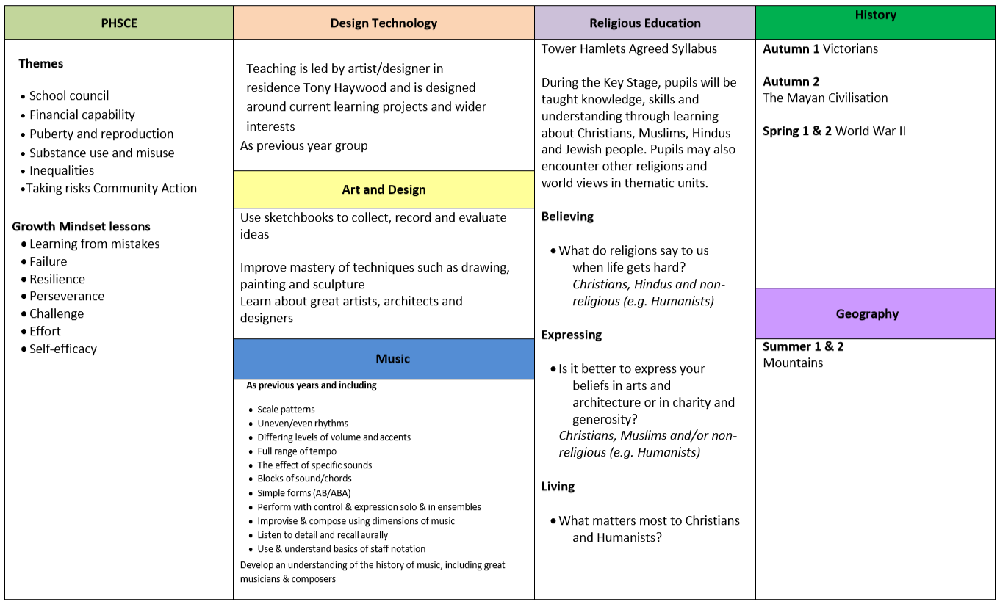 PHSCE
Themes
• School council
• Financial capability
• Puberty and reproduction
• Substance use and misuse
• Inequalities
•Taking risks Community Action
Growth Mindset lessons
• Learning from mistakes
• Failure
• Resilience
• Perseverance
• Challenge
• Effort
• Self-efficacy
Design Technology
Teaching is led by artist/designer in
residence Tony Haywood and is designed
around current learning projects and wider
interests
As previous year group
Art and Design
Use sketchbooks to collect, record and evaluate
ideas
Improve mastery of techniques such as drawing,
painting and sculpture
Learn about great artists, architects and
designers
Music
As previous years and including
• Scale patterns
• Uneven/even rhythms
• Differing levels of volume and accents
• Full range of tempo
• The effect of specific sounds
• Blocks of sound/chords
• Simple forms (AB/ABA)
• Perform with control & expression solo & in ensembles
• Improvise & compose using dimensions of music
• Listen to detail and recall aurally
• Use & understand basics of staff notation
Develop an understanding of the history of music, including great
musicians & composers
Religious Education
Tower Hamlets Agreed Syllabus
During the Key Stage, pupils will be
taught knowledge, skills and
understanding through learning
about Christians, Muslims, Hindus
and Jewish people. Pupils may also
encounter other religions and
world views in thematic units.
Believing
• What do religions say to us
when life gets hard?
Christians, Hindus and non-
religious (e.g. Humanists)
Expressing
• Is it better to express your
beliefs in arts and
architecture or in charity and
generosity?
Christians, Muslims and/or non-
religious (e.g. Humanists)
Living
• What matters most to Christians
and Humanists?
History
Autumn 1 Victorians
Autumn 2
The Mayan Civilisation
Spring 1 & 2 World War II
Geography
Summer 1 & 2
Mountains